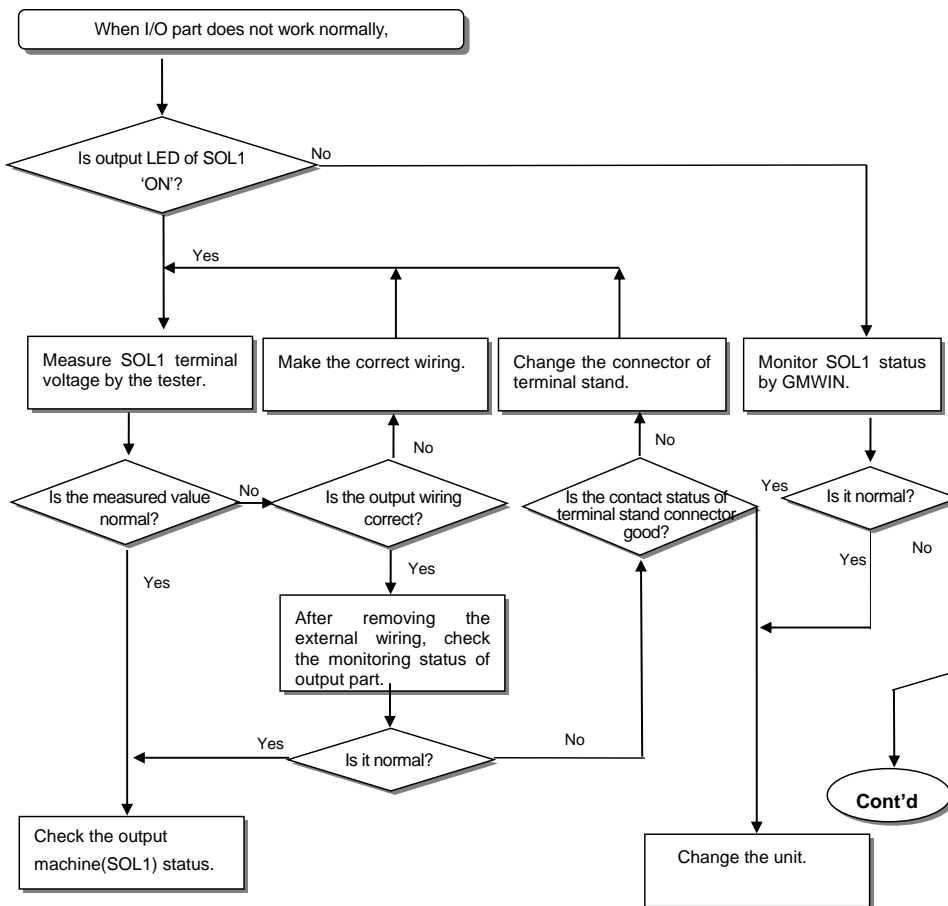 When I/O part does not work normally,
Is output LED of SOL1
‘ON’?
No
Yes
Measure SOL1 terminal
voltage by the tester.
Make the correct wiring.
Change the connector of
terminal stand.
Monitor SOL1 status
by GMWIN.
No
No
Is the measured value
normal?
No
Is the output wiring
correct?
Is the contact status of
terminal stand connector
good?
Yes
Is it normal?
Yes
Yes
Yes
No
After removing the
external wiring, check
the monitoring status of
output part.
Yes
Is it normal?
No
Cont’d
Check the output
machine(SOL1) status.
Change the unit.